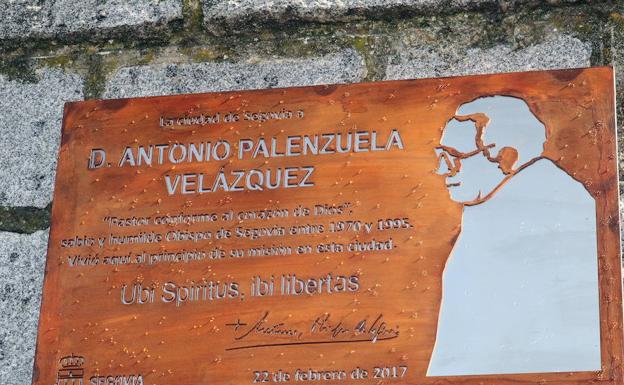 La ciudad de Segovia a
D. ANTONIO PALENZUELA
VELÁZQUEZ
"Pastor conforme al corazón de Dios",
sabio y humilde Obispo de Segovia entre 1970 y 1995.
Vivió aquí al principio de su misión en esta ciudad.
Ubi Spiritus, ibi libertas
22 de febrero de 2017
SEGOVIA